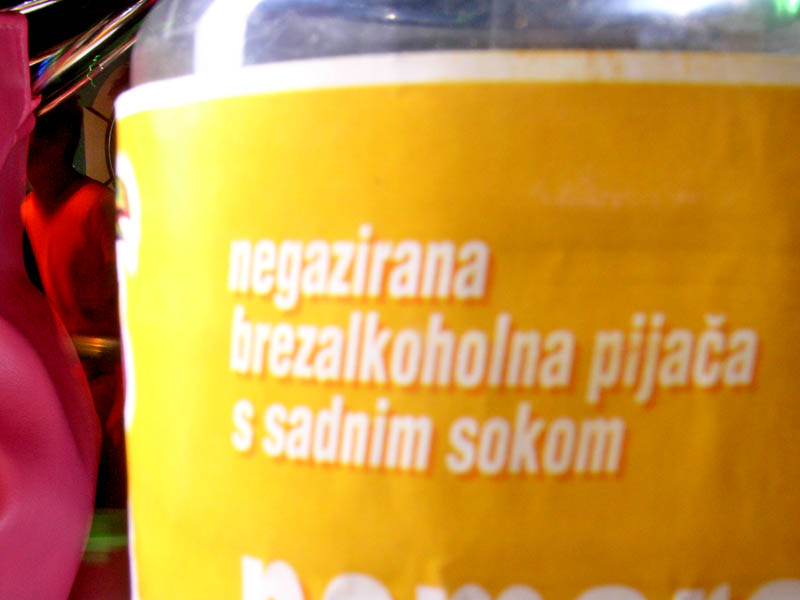 negazirana
brezalkoholna pijača
s sadnim sokom